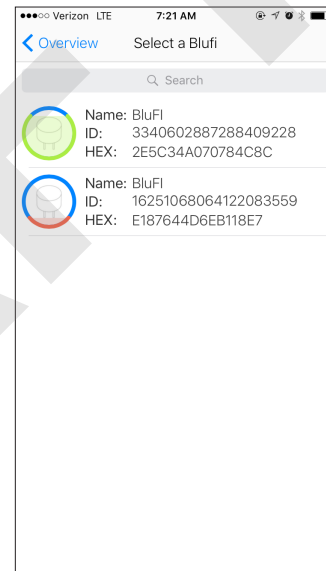 Verizon LTE 7:21 AM
Overview Select a Blufi
Search
Name: BluFI
ID: 3340602887288409228
HEX: 2E5C34A070784C8C
Name: BluFI
ID: 16251068064122083559
HEX: E187644D6EB118E7